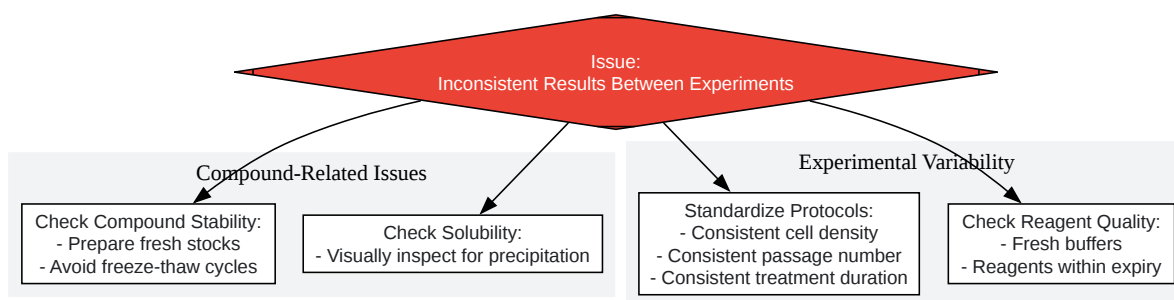 Issue:
Inconsistent Results Between Experiments
Compound-Related Issues
Experimental Variability
Check Compound Stability:
- Prepare fresh stocks
- Avoid freeze-thaw cycles
Check Solubility:
- Visually inspect for precipitation
Standardize Protocols:
- Consistent cell density
- Consistent passage number
- Consistent treatment duration
Check Reagent Quality:
- Fresh buffers
- Reagents within expiry